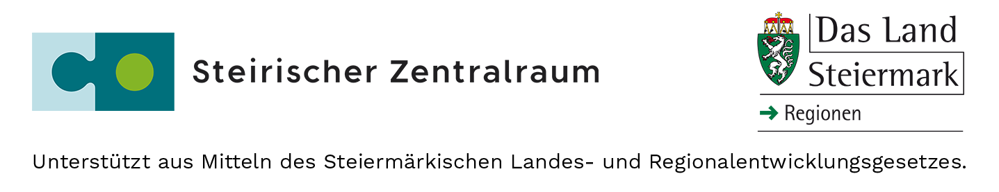 Steirischer Zentralraum
Das Land
Steiermark
→ Regionen
Unterstützt aus Mitteln des Steiermärkischen Landes- und Regionalentwicklungsgesetzes.